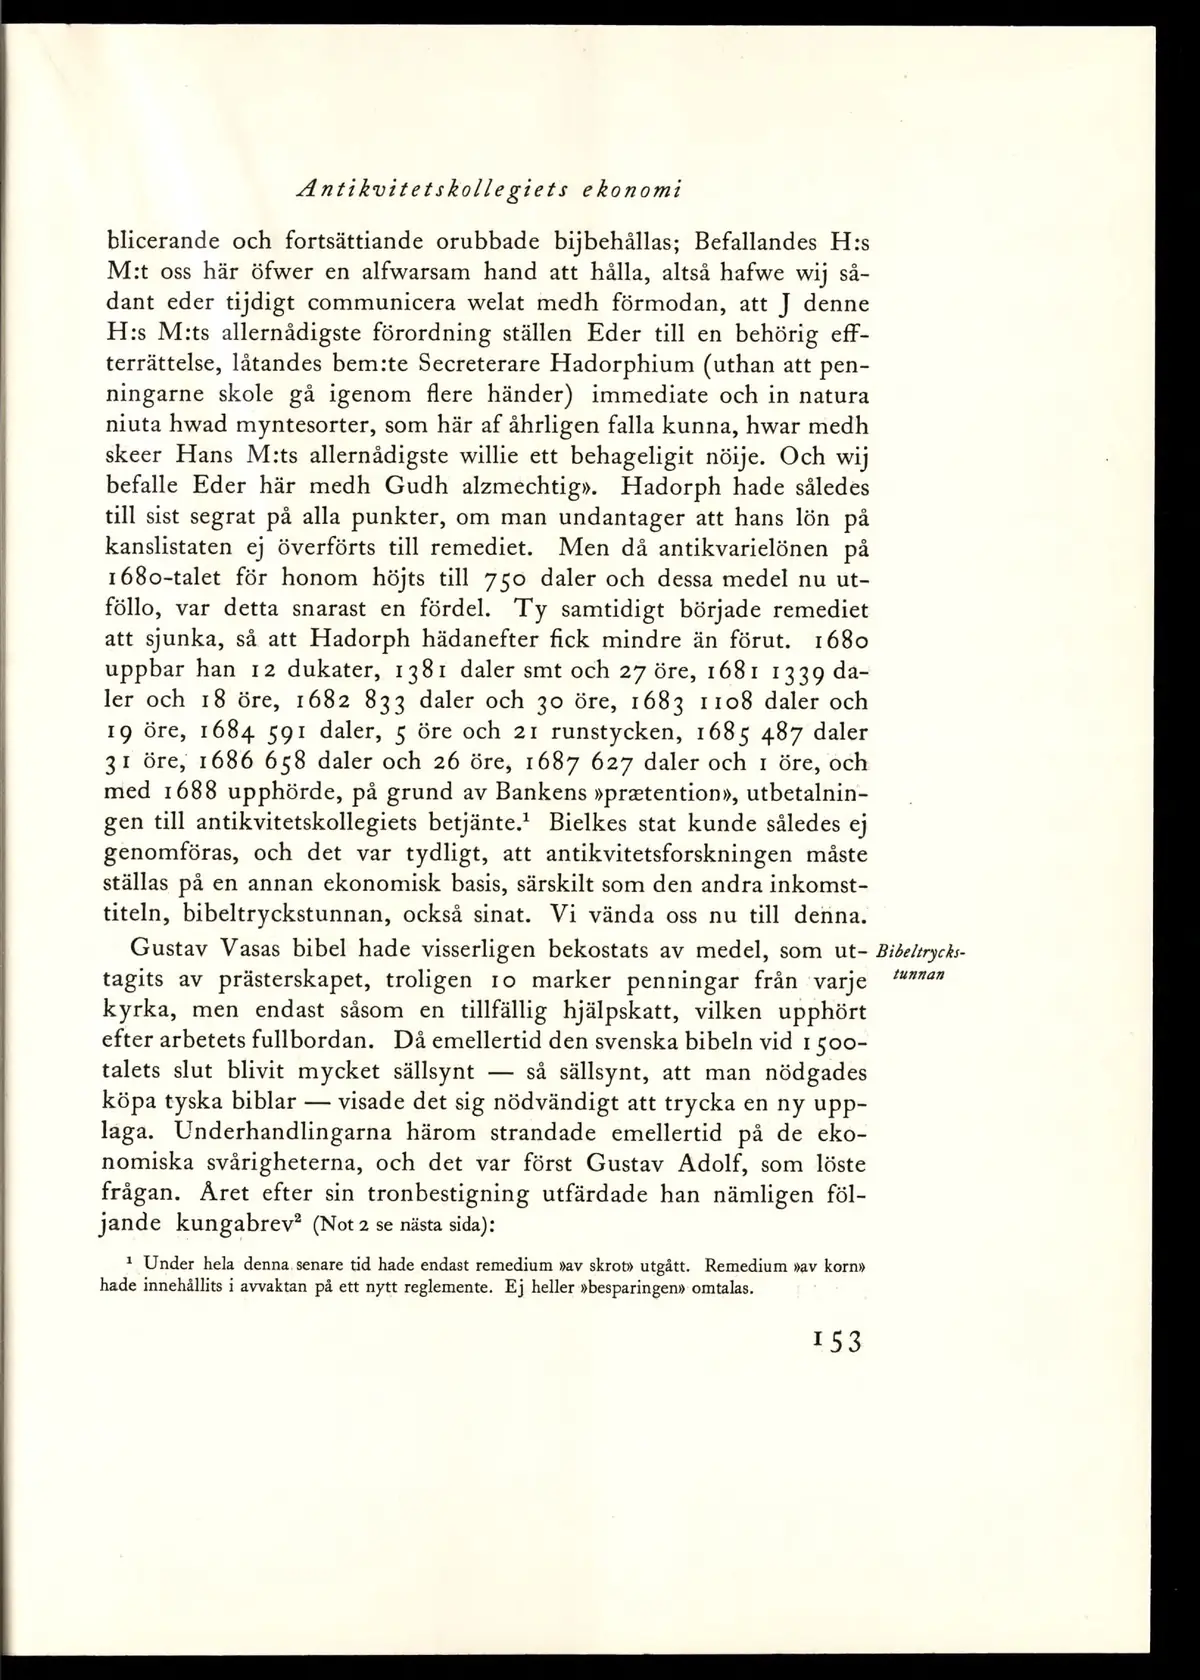 Antikvitetskollegiets ekonomi
blicerande och fortsättiande orubbade bijbehållas; Befallandes H:s
M:t oss här öfwer en alfwarsam hand att hålla, altså hafwe wij så-
dant eder tijdigt communicera welat medh förmodan, att J denne
H:s M:ts allernådigste förordning ställen Eder till en behörig eff-
terrättelse, låtandes bem:te Secreterare Hadorphium (uthan att pen-
ningarne skole gå igenom flere händer) immediate och in natura
niuta hwad myntesorter, som här af åhrligen falla kunna, hwar medh
skeer Hans M:ts allernådigste willie ett behageligit nöije. Och wij
befalle Eder här medh Gudh alzmechtig». Hadorph hade således
till sist segrat på alla punkter, om man undantager att hans lön på
kanslistaten ej överförts till remediet. Men då antikvarielönen på
1680-talet för honom höjts till 750 daler och dessa medel nu ut-
föllo, var detta snarast en fördel. Ty samtidigt började remediet
att sjunka, så att Hadorph hädanefter fick mindre än förut. 1680
uppbar han 12 dukater, 1381 daler smt och 27 öre, 1681 1339 da-
ler och 18 öre, 1682 833 daler och 30 öre, 1683 1108 daler och
19 öre, 1684 591 daler, 5 öre och 21 runstycken, 1685 487 daler
31 öre, 1686 658 daler och 26 öre, 1687 627 daler och 1 öre, och
med 1688 upphörde, på grund av Bankens »prætention», utbetalnin-
gen till antikvitetskollegiets betjänte.¹ Bielkes stat kunde således ej
genomföras, och det var tydligt, att antikvitetsforskningen måste
ställas på en annan ekonomisk basis, särskilt som den andra inkomst-
titeln, bibeltryckstunnan, också sinat. Vi vända oss nu till denna.
Gustav Vasas bibel hade visserligen bekostats av medel, som ut- Bibeltrycks-
tagits av prästerskapet, troligen 10 marker penningar från varje tunnan
kyrka, men endast såsom en tillfällig hjälpskatt, vilken upphört
efter arbetets fullbordan. Då emellertid den svenska bibeln vid 1500-
talets slut blivit mycket sällsynt — så sällsynt, att man nödgades
köpa tyska biblar — visade det sig nödvändigt att trycka en ny upp-
laga. Underhandlingarna härom strandade emellertid på de eko-
nomiska svårigheterna, och det var först Gustav Adolf, som löste
frågan. Året efter sin tronbestigning utfärdade han nämligen föl-
jande kungabrev² (Not 2 se nästa sida):
¹ Under hela denna senare tid hade endast remedium »av skrot» utgått. Remedium »av korn»
hade innehållits i avvaktan på ett nytt reglemente. Ej heller »besparingen» omtalas.
153